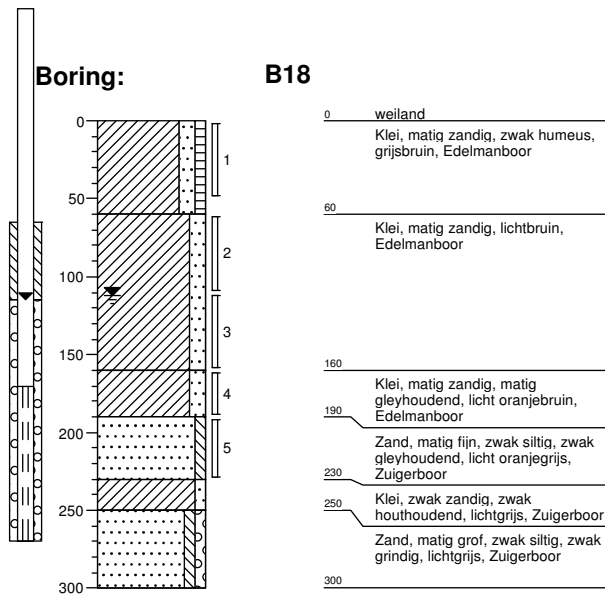 Boring: B18
0
50
100
150
200
250
300
1
2
3
4
5
0 weiland
Klei, matig zandig, zwak humeus,
grijsbruin, Edelmanboor
60
Klei, matig zandig, lichtbruin,
Edelmanboor
160
Klei, matig zandig, matig
gleyhoudend, licht oranjebruin,
Edelmanboor
190
Zand, matig fijn, zwak siltig, zwak
gleyhoudend, licht oranjegrijs,
Zuigerboor
230
Klei, zwak zandig, zwak
houthoudend, lichtgrijs, Zuigerboor
250
Zand, matig grof, zwak siltig, zwak
grindig, lichtgrijs, Zuigerboor
300